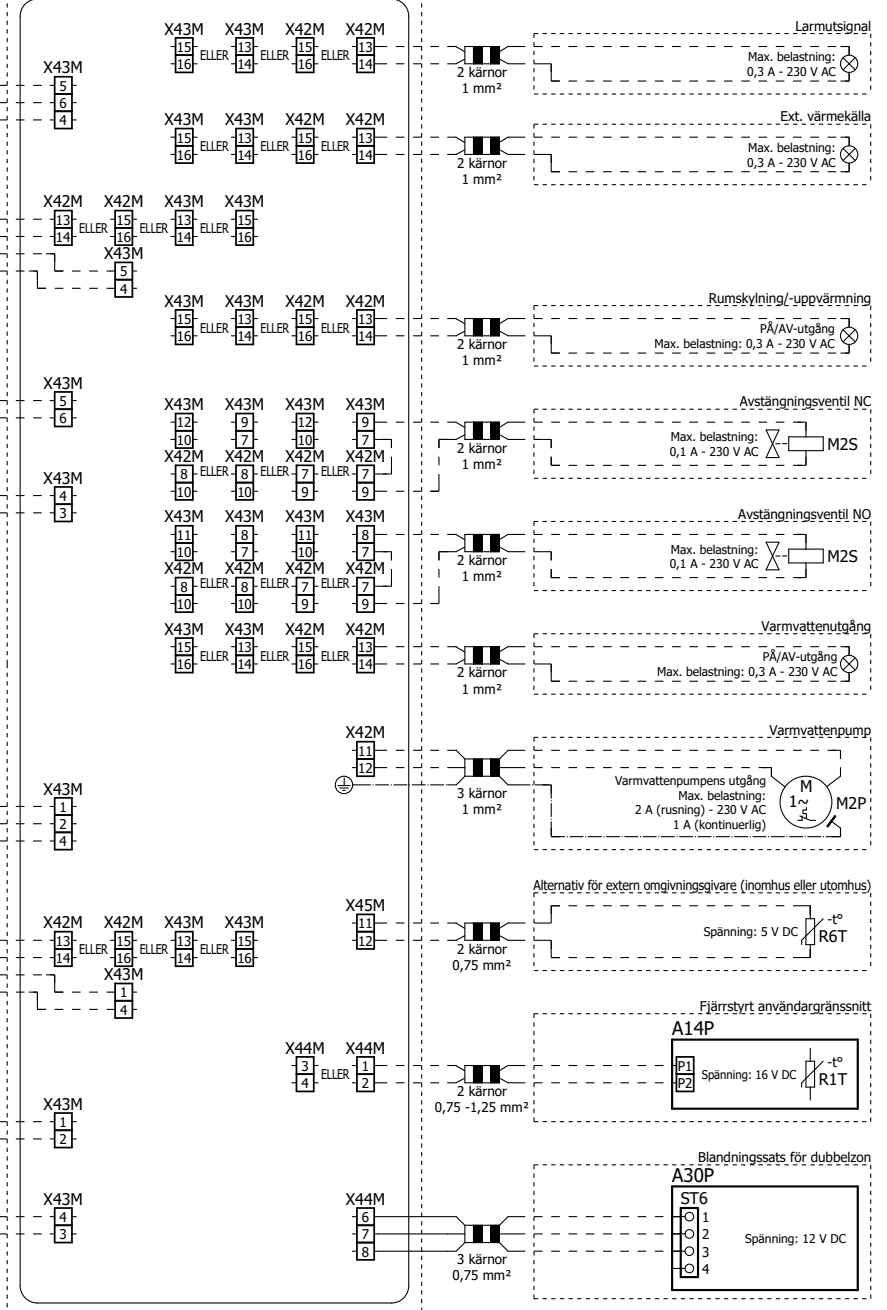 Larmutsignal
X43M X43M X42M X42M
15 ELLER 13 ELLER 15 ELLER 13
16 14 16 14
2 kärnor
1 mm²
Max. belastning:
0,3 A - 230 V AC
X43M
5
6
4
Ext. värmekälla
X43M X43M X42M X42M
15 ELLER 13 ELLER 15 ELLER 13
16 14 16 14
2 kärnor
1 mm²
Max. belastning:
0,3 A - 230 V AC
X42M X42M X43M X43M
13 ELLER 15 ELLER 13 ELLER 15
14 16 14 16
X43M
5
4
Rumskylning/-uppvärmning
X43M X43M X42M X42M
15 ELLER 13 ELLER 15 ELLER 13
16 14 16 14
2 kärnor
1 mm²
PÅ/AV-utgång
Max. belastning: 0,3 A - 230 V AC
X43M
5
6
Avstängningsventil NC
X43M X43M X43M X43M
12 9 12 9
10 7 10 7
X42M X42M X42M X42M
8 ELLER 8 ELLER 7 ELLER 7
10 10 9 9
2 kärnor
1 mm²
Max. belastning:
0,1 A - 230 V AC
M2S
X43M
4
3
Avstängningsventil NO
X43M X43M X43M X43M
11 8 11 8
10 7 10 7
X42M X42M X42M X42M
8 ELLER 8 ELLER 7 ELLER 7
10 10 9 9
2 kärnor
1 mm²
Max. belastning:
0,1 A - 230 V AC
M2S
Varmvattenutgång
X43M X43M X42M X42M
15 ELLER 13 ELLER 15 ELLER 13
16 14 16 14
2 kärnor
1 mm²
PÅ/AV-utgång
Max. belastning: 0,3 A - 230 V AC
Varmvattenpump
X42M
11
12
3 kärnor
1 mm²
Varmvattenpumpens utgång
Max. belastning:
2 A (rusning) - 230 V AC
1 A (kontinuerlig)
M
1~
M2P
X43M
1
2
4
Alternativ för extern omgivningsgivare (inomhus eller utomhus)
X45M
11
12
2 kärnor
0,75 mm²
Spänning: 5 V DC
-t°
R6T
X42M X42M X43M X43M
13 ELLER 15 ELLER 13 ELLER 15
14 16 14 16
X43M
1
4
Fjärrstyrt användargränssnitt
A14P
X44M X44M
3 ELLER 1
4 2
2 kärnor
0,75 -1,25 mm²
P1
P2
Spänning: 16 V DC
-t°
R1T
X43M
1
2
Blandningssats för dubbelzon
A30P
X43M
4
3
X44M
6
7
8
3 kärnor
0,75 mm²
ST6
1
2
3
4
Spänning: 12 V DC